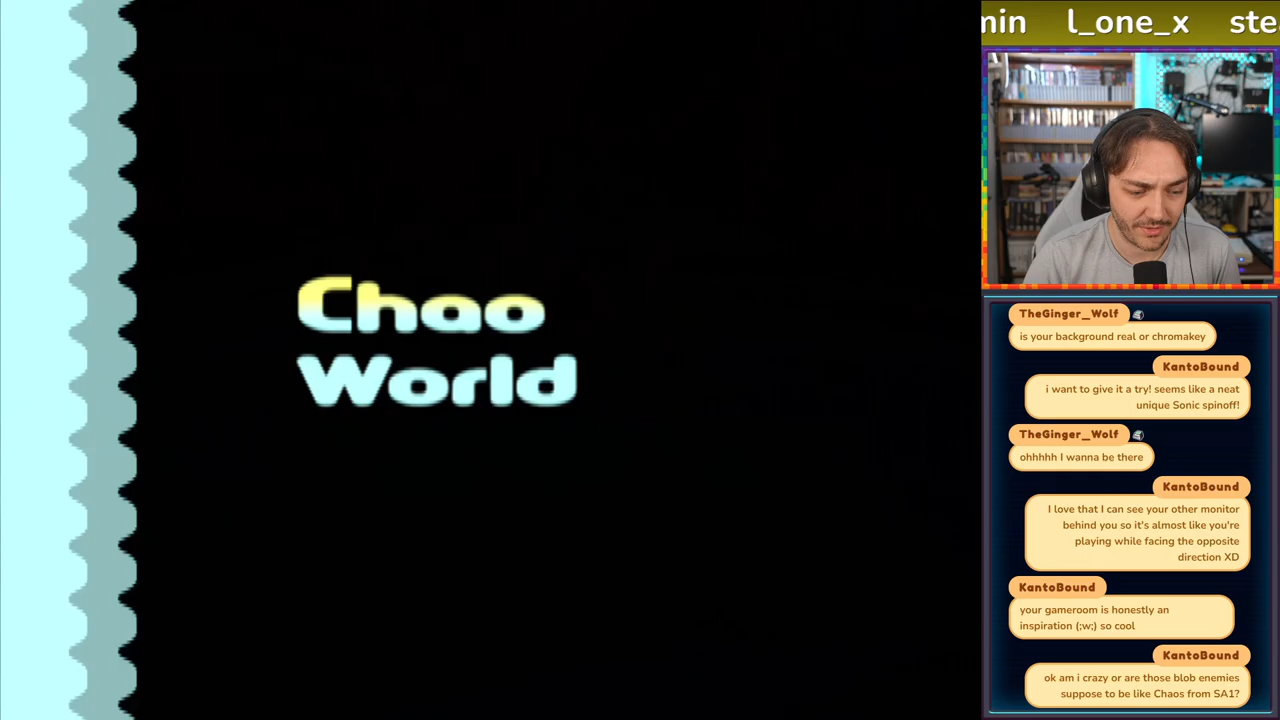 min l_one_x ste
Chao
World
TheGinger_Wolf
is your background real or chromakey
KantoBound
i want to give it a try! seems like a neat
unique Sonic spinoff!
TheGinger_Wolf
ohhhhh I wanna be there
KantoBound
I love that I can see your other monitor
behind you so it's almost like you're
playing while facing the opposite
direction XD
KantoBound
your gameroom is honestly an
inspiration (;w;) so cool
KantoBound
ok am i crazy or are those blob enemies
suppose to be like Chaos from SA1?